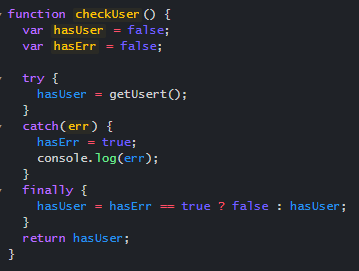 function checkUser () {
var hasUser = false;
var hasErr = false;
try {
hasUser = getUsert();
}
catch(err) {
hasErr = true;
console.log(err);
}
finally {
hasUser = hasErr == true ? false : hasUser;
}
return hasUser;
}